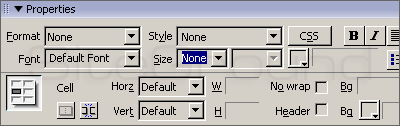 Properties
Format None Style None CSS B I
Font Default Font Size None
Cell Horz Default W No wrap Bg
Vert Default H Header Bg